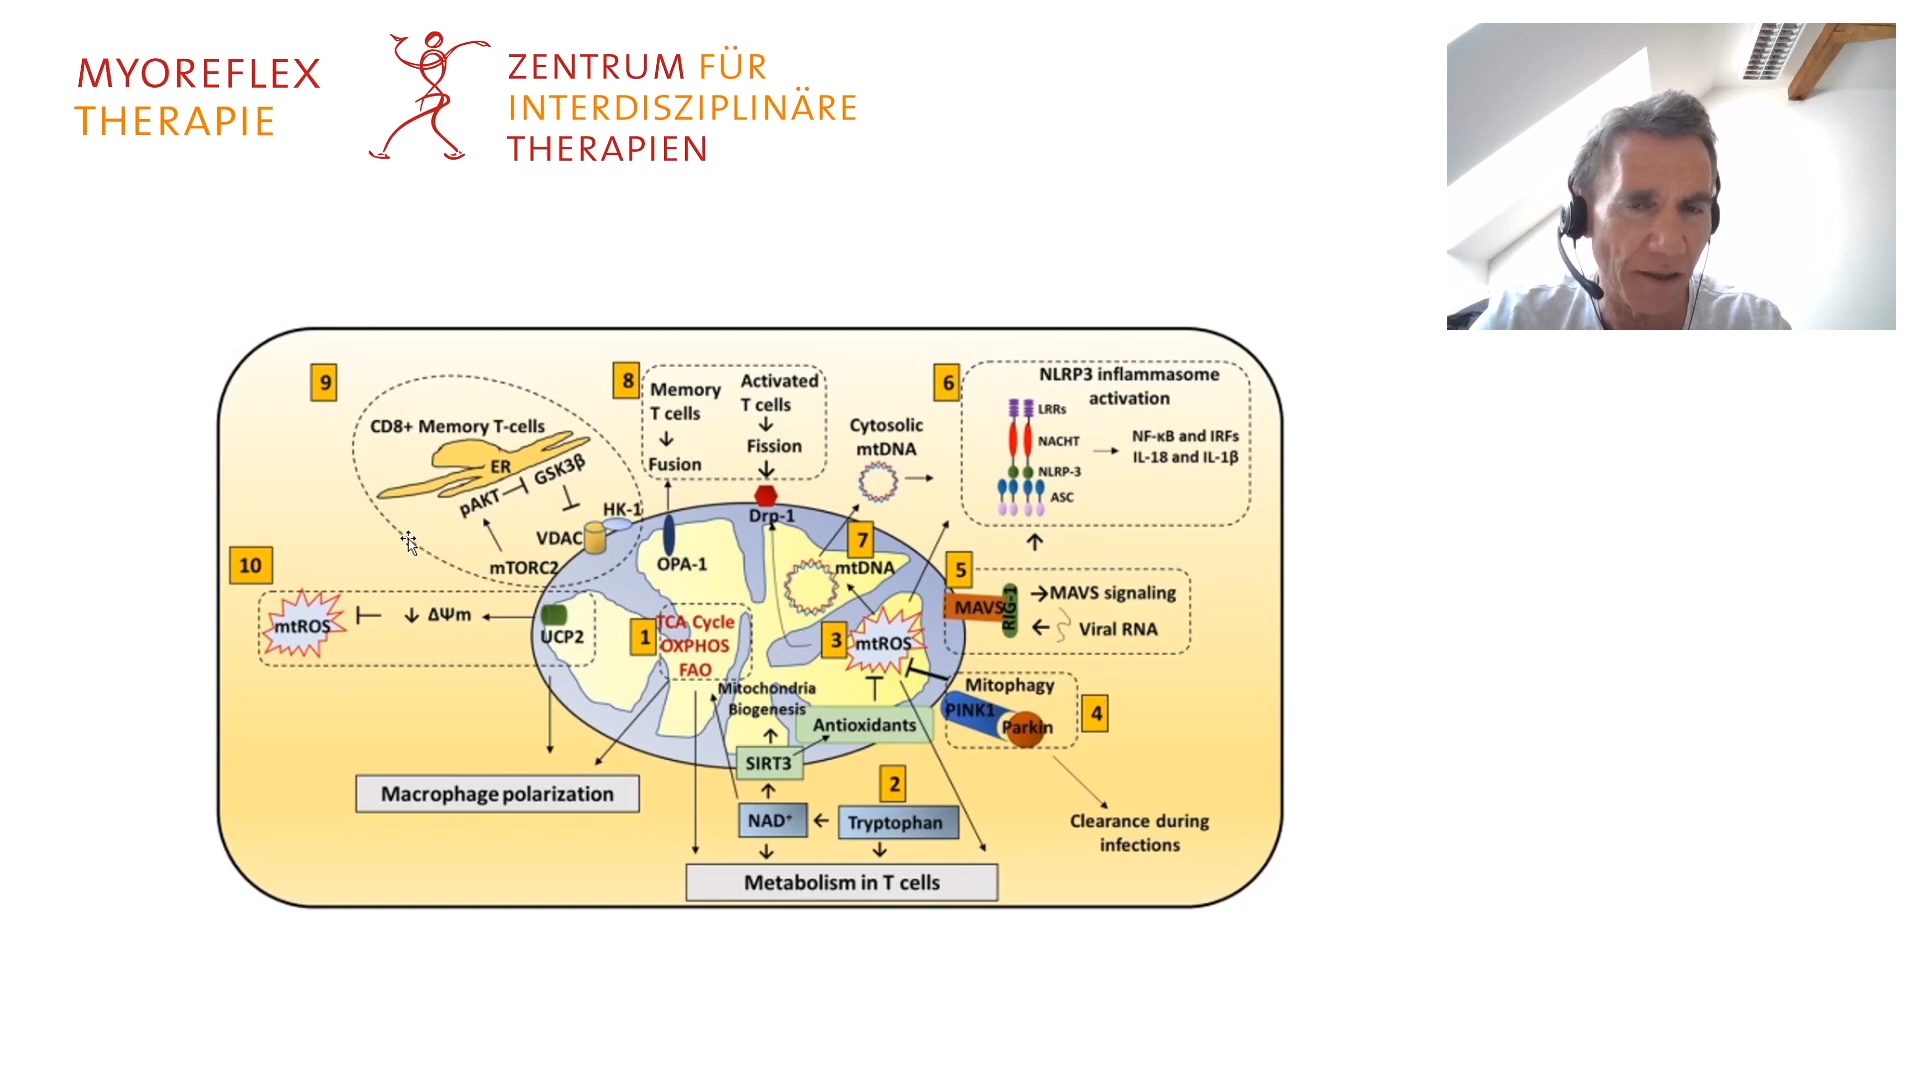 MYOREFLEX
THERAPIE
ZENTRUM FÜR
INTERDISZIPLINÄRE
THERAPIEN
9
CD8+ Memory T-cells
ER
GSK3β
pAKT
HK-1
VDAC
mTORC2
8
Memory
T cells
Fusion
Activated
T cells
Fission
Drp-1
OPA-1
Cytosolic
mtDNA
6
NLRP3 inflammasome
activation
LRRs
NACHT
NLRP-3
ASC
NF-κB and IRFs
IL-18 and IL-1β
7
mtDNA
5
MAVS
RIG-1
→MAVS signaling
← Viral RNA
10
mtROS
↓ ΔΨm
UCP2
1
TCA Cycle
OXPHOS
FAO
3
mtROS
Mitochondria
Biogenesis
Antioxidants
Mitophagy
PINK1
Parkin
4
SIRT3
2
NAD⁺ ← Tryptophan
Macrophage polarization
Clearance during
infections
Metabolism in T cells